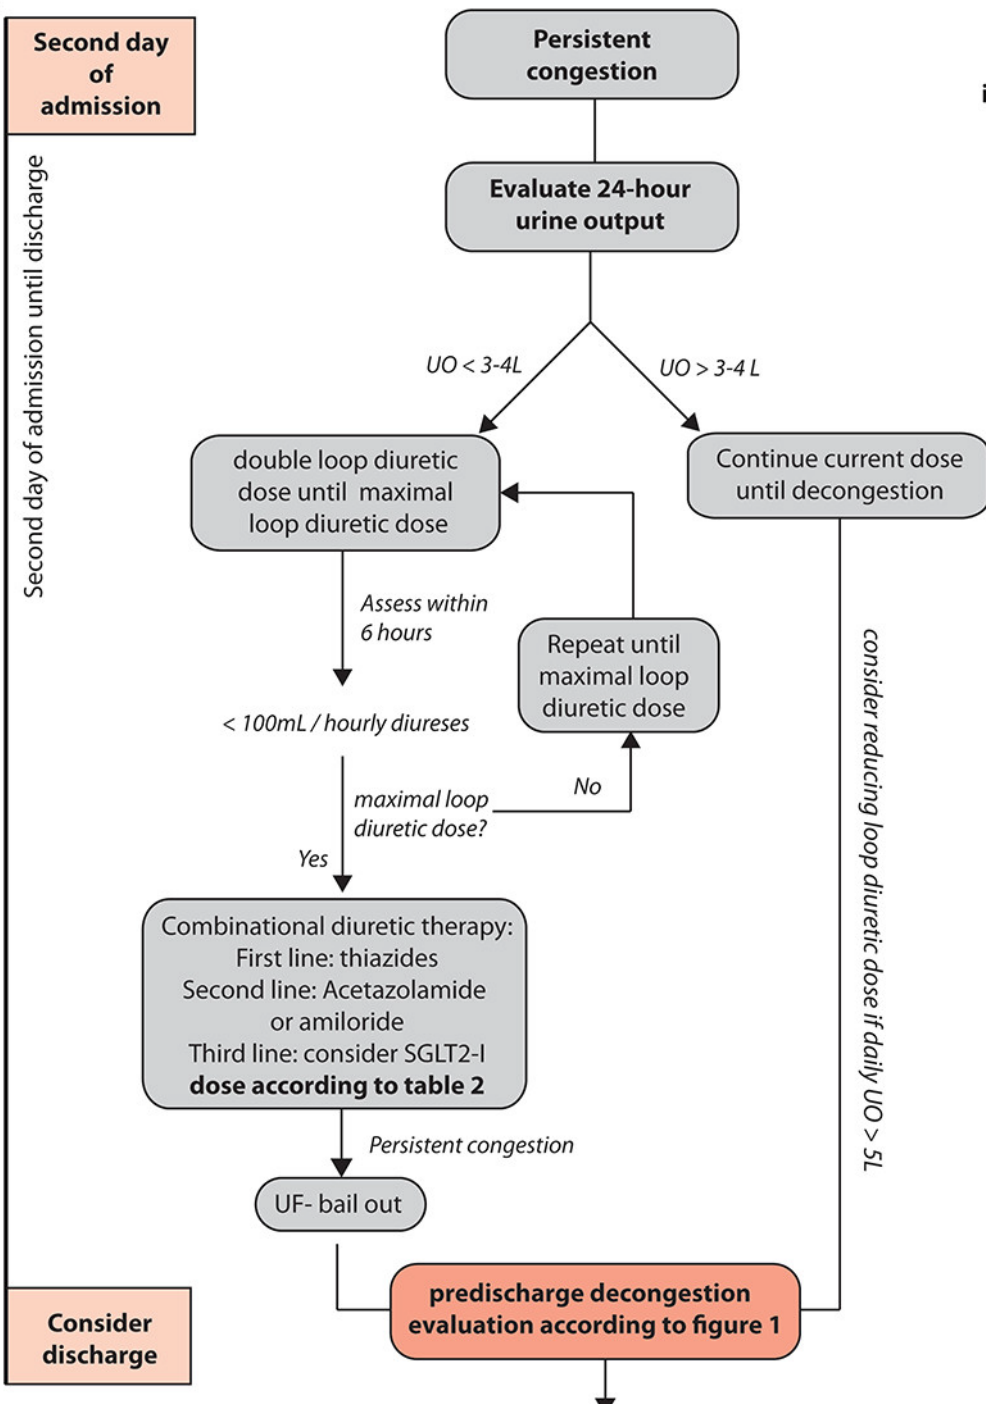 Second day
of
admission
Second day of admission until discharge
Persistent
congestion
i
Evaluate 24-hour
urine output
UO < 3-4L
UO > 3-4 L
double loop diuretic
dose until maximal
loop diuretic dose
Continue current dose
until decongestion
Assess within
6 hours
Repeat until
maximal loop
diuretic dose
< 100mL / hourly diureses
maximal loop
diuretic dose?
No
Yes
consider reducing loop diuretic dose if daily UO > 5L
Combinational diuretic therapy:
First line: thiazides
Second line: Acetazolamide
or amiloride
Third line: consider SGLT2-I
dose according to table 2
Persistent congestion
UF- bail out
predischarge decongestion
evaluation according to figure 1
Consider
discharge